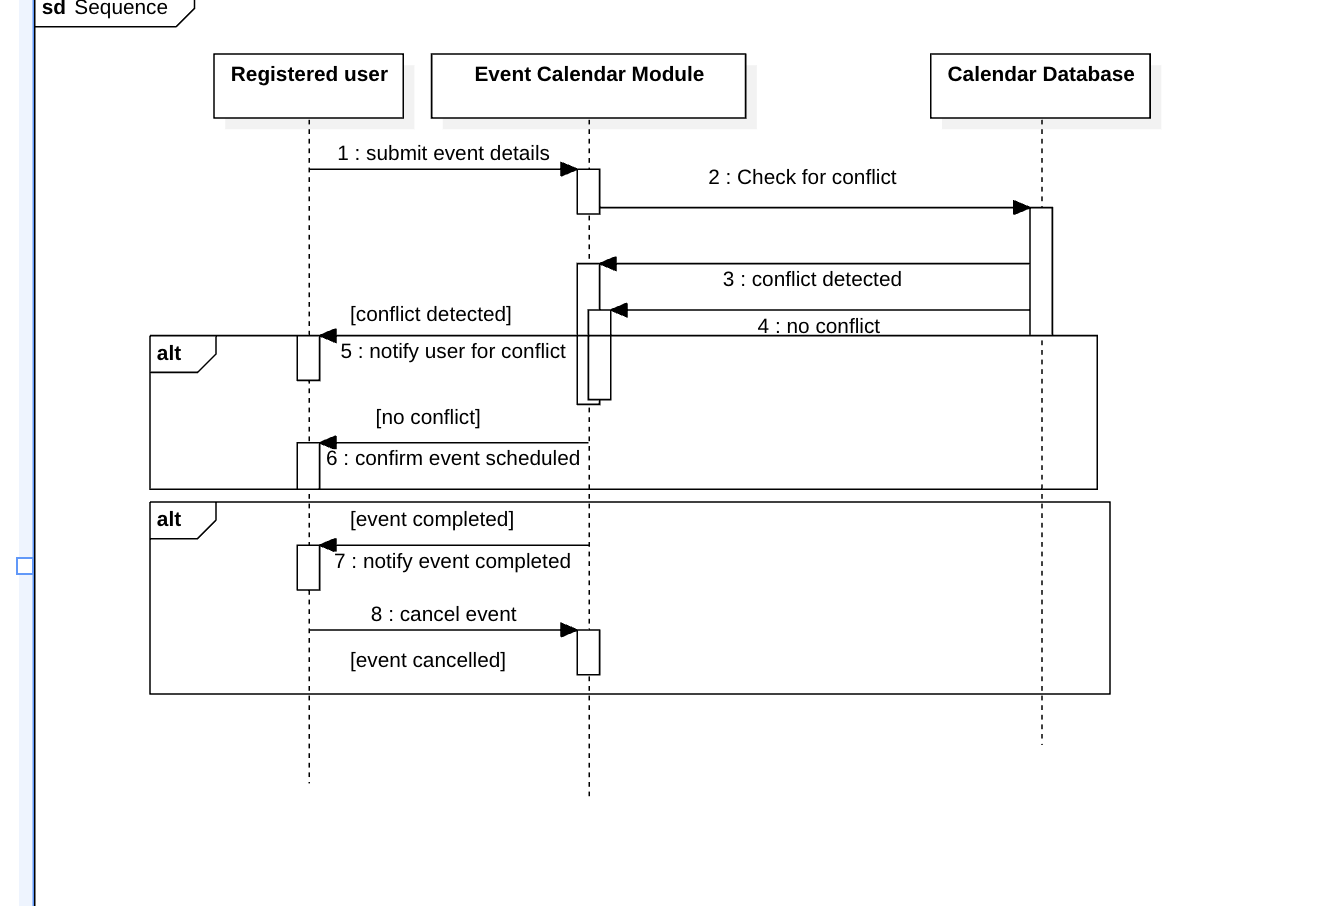 sd Sequence
Registered user
Event Calendar Module
Calendar Database
1 : submit event details
2 : Check for conflict
3 : conflict detected
[conflict detected]
4 : no conflict
alt
5 : notify user for conflict
[no conflict]
6 : confirm event scheduled
alt
[event completed]
7 : notify event completed
8 : cancel event
[event cancelled]